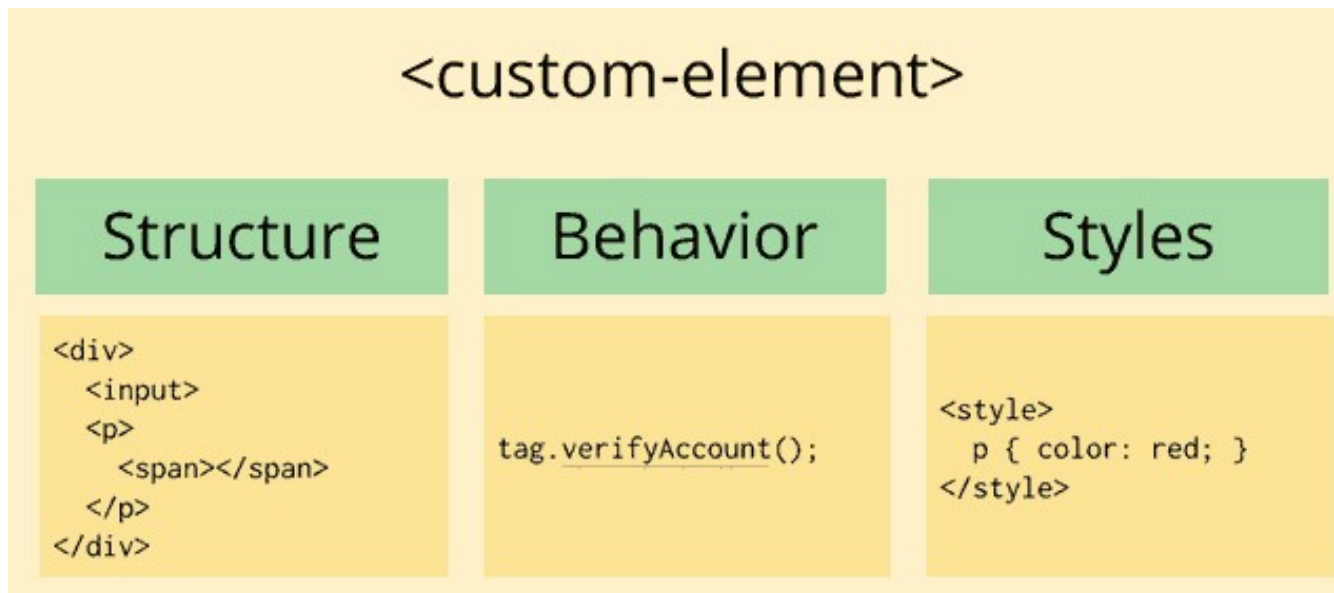 <custom-element>
Structure
Behavior
Styles
<div>
  <input>
  <p>
    <span></span>
  </p>
</div>
tag.verifyAccount();
<style>
  p { color: red; }
</style>